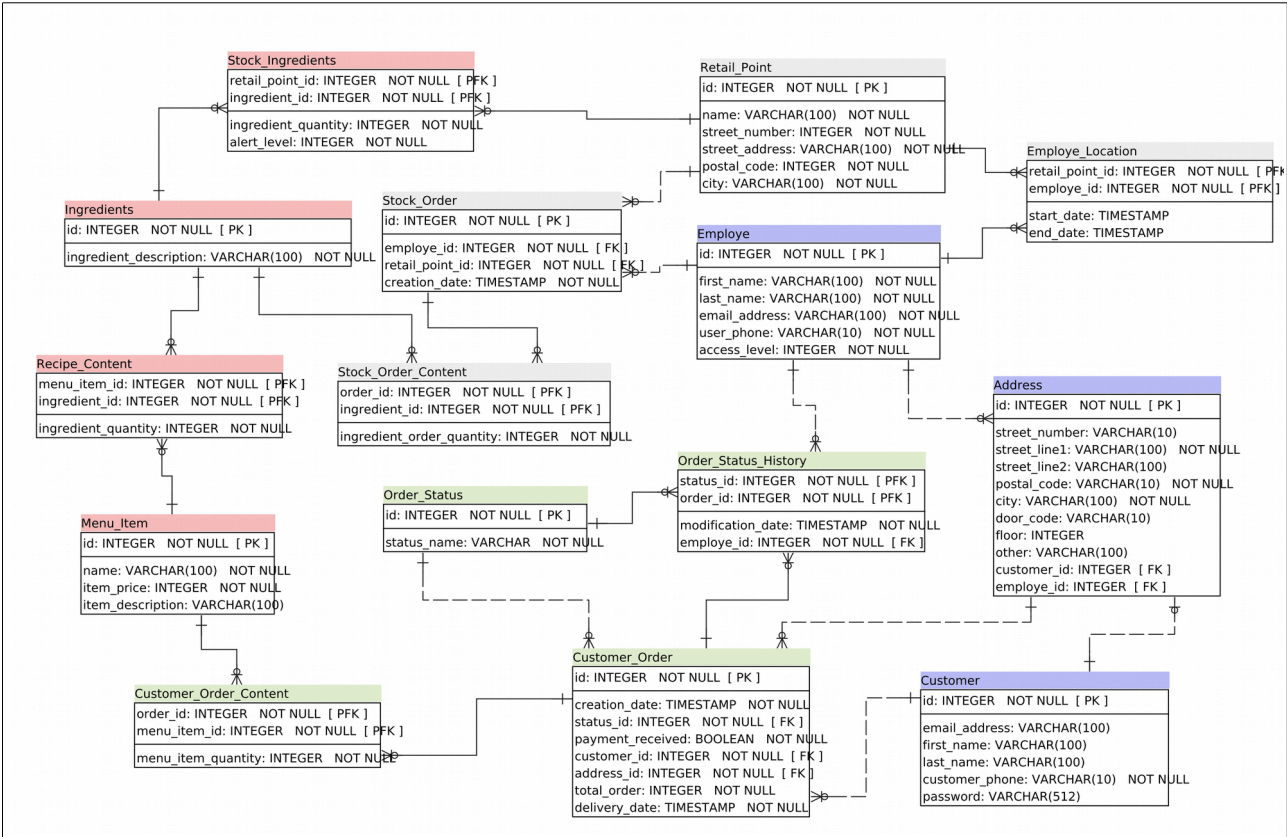 Stock_Ingredients
retail_point_id: INTEGER NOT NULL [ PFK ]
ingredient_id: INTEGER NOT NULL [ PFK ]
ingredient_quantity: INTEGER NOT NULL
alert_level: INTEGER NOT NULL
Retail_Point
id: INTEGER NOT NULL [ PK ]
name: VARCHAR(100) NOT NULL
street_number: INTEGER NOT NULL
street_address: VARCHAR(100) NOT NULL
postal_code: INTEGER NOT NULL
city: VARCHAR(100) NOT NULL
Employe_Location
retail_point_id: INTEGER NOT NULL [ PFK
employe_id: INTEGER NOT NULL [ PFK ]
start_date: TIMESTAMP
end_date: TIMESTAMP
Ingredients
id: INTEGER NOT NULL [ PK ]
ingredient_description: VARCHAR(100) NOT NULL
Stock_Order
id: INTEGER NOT NULL [ PK ]
employe_id: INTEGER NOT NULL [ FK ]
retail_point_id: INTEGER NOT NULL [ FK ]
creation_date: TIMESTAMP NOT NULL
Employe
id: INTEGER NOT NULL [ PK ]
first_name: VARCHAR(100) NOT NULL
last_name: VARCHAR(100) NOT NULL
email_address: VARCHAR(100) NOT NULL
user_phone: VARCHAR(10) NOT NULL
access_level: INTEGER NOT NULL
Recipe_Content
menu_item_id: INTEGER NOT NULL [ PFK ]
ingredient_id: INTEGER NOT NULL [ PFK ]
ingredient_quantity: INTEGER NOT NULL
Stock_Order_Content
order_id: INTEGER NOT NULL [ PFK ]
ingredient_id: INTEGER NOT NULL [ PFK ]
ingredient_order_quantity: INTEGER NOT NULL
Address
id: INTEGER NOT NULL [ PK ]
street_number: VARCHAR(10)
street_line1: VARCHAR(100) NOT NULL
street_line2: VARCHAR(100)
postal_code: VARCHAR(10) NOT NULL
city: VARCHAR(100) NOT NULL
door_code: VARCHAR(10)
floor: INTEGER
other: VARCHAR(100)
customer_id: INTEGER [ FK ]
employe_id: INTEGER [ FK ]
Order_Status_History
status_id: INTEGER NOT NULL [ PFK ]
order_id: INTEGER NOT NULL [ PFK ]
modification_date: TIMESTAMP NOT NULL
employe_id: INTEGER NOT NULL [ FK ]
Order_Status
id: INTEGER NOT NULL [ PK ]
status_name: VARCHAR NOT NULL
Menu_Item
id: INTEGER NOT NULL [ PK ]
name: VARCHAR(100) NOT NULL
item_price: INTEGER NOT NULL
item_description: VARCHAR(100)
Customer_Order
id: INTEGER NOT NULL [ PK ]
creation_date: TIMESTAMP NOT NULL
status_id: INTEGER NOT NULL [ FK ]
payment_received: BOOLEAN NOT NULL
customer_id: INTEGER NOT NULL [ FK ]
address_id: INTEGER NOT NULL [ FK ]
total_order: INTEGER NOT NULL
delivery_date: TIMESTAMP NOT NULL
Customer
id: INTEGER NOT NULL [ PK ]
email_address: VARCHAR(100)
first_name: VARCHAR(100)
last_name: VARCHAR(100)
customer_phone: VARCHAR(10) NOT NULL
password: VARCHAR(512)
Customer_Order_Content
order_id: INTEGER NOT NULL [ PFK ]
menu_item_id: INTEGER NOT NULL [ PFK ]
menu_item_quantity: INTEGER NOT NULL